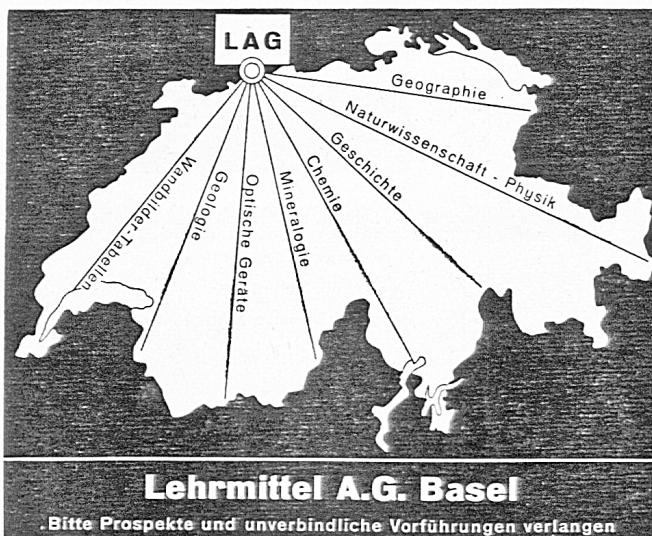 LAG
Geographie
Naturwissenschaft - Physik
Geschichte
Chemie
Mineralogie
Optische Geräte
Geologie
Wandbilder-Tabellen
Lehrmittel A.G. Basel
Bitte Prospekte und unverbindliche Vorführungen verlangen